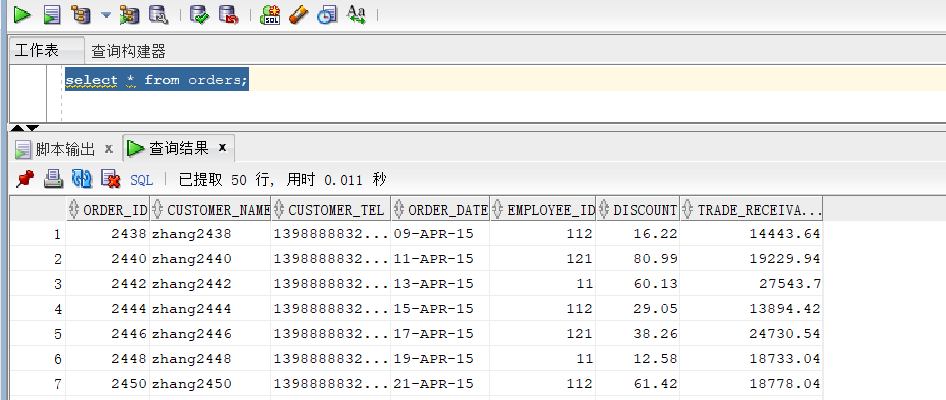 SQL
Aa
工作表 查询构建器
select * from orders;
脚本输出 x 查询结果 x
SQL | 已提取 50 行, 用时 0.011 秒
ORDER_ID CUSTOMER_NAME CUSTOMER_TEL ORDER_DATE EMPLOYEE_ID DISCOUNT TRADE_RECEIVA...
1 2438 zhang2438 1398888832... 09-APR-15 112 16.22 14443.64
2 2440 zhang2440 1398888832... 11-APR-15 121 80.99 19229.94
3 2442 zhang2442 1398888832... 13-APR-15 11 60.13 27543.7
4 2444 zhang2444 1398888832... 15-APR-15 112 29.05 13894.42
5 2446 zhang2446 1398888832... 17-APR-15 121 38.26 24730.54
6 2448 zhang2448 1398888832... 19-APR-15 11 12.58 18733.04
7 2450 zhang2450 1398888832... 21-APR-15 112 61.42 18778.04